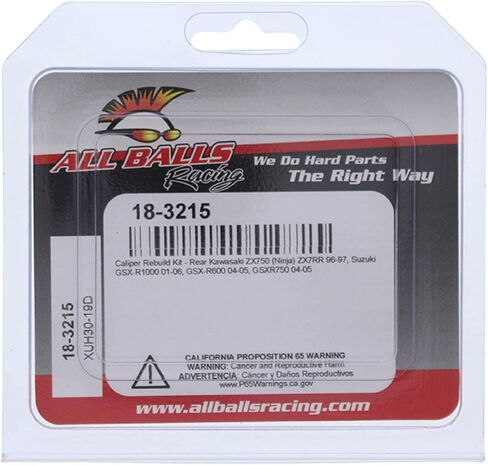 ALL BALLS
Racing
We Do Hard Parts
The Right Way
18-3215
Caliper Rebuild Kit - Rear Kawasaki ZX750 (Ninja) ZX7RR 96-97, Suzuki
GSX-R1000 01-06, GSX-R600 04-05, GSXR750 04-05
18-3215
XUH30-19D
CALIFORNIA PROPOSITION 65 WARNING
WARNING: Cancer and Reproductive Harm
ADVERTENCIA: Cáncer y Daños Reproductivos
www.P65Warnings.ca.gov
www.allballsracing.com